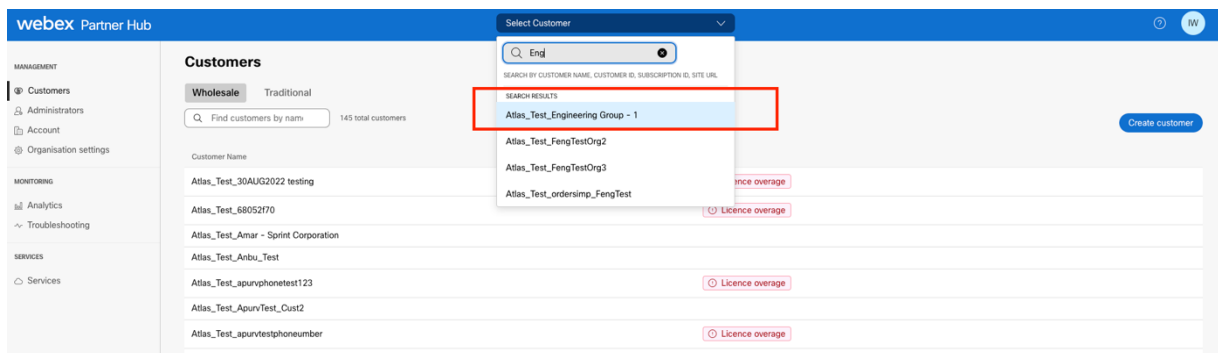 webex Partner Hub
Select Customer
IW
MANAGEMENT
Customers
Administrators
Account
Organisation settings
MONITORING
Analytics
Troubleshooting
SERVICES
Services
Customers
Wholesale Traditional
Find customers by name 145 total customers
Create customer
Eng
SEARCH BY CUSTOMER NAME, CUSTOMER ID, SUBSCRIPTION ID, SITE URL
SEARCH RESULTS
Atlas_Test_Engineering Group - 1
Atlas_Test_FengTestOrg2
Atlas_Test_FengTestOrg3
Atlas_Test_ordersimp_FengTest
Customer Name
Atlas_Test_30AUG2022 testing ence overage
Atlas_Test_68052f70 Licence overage
Atlas_Test_Amar - Sprint Corporation
Atlas_Test_Anbu_Test
Atlas_Test_apurvphonetest123 Licence overage
Atlas_Test_ApurvTest_Cust2
Atlas_Test_apurvtestphoneumber Licence overage